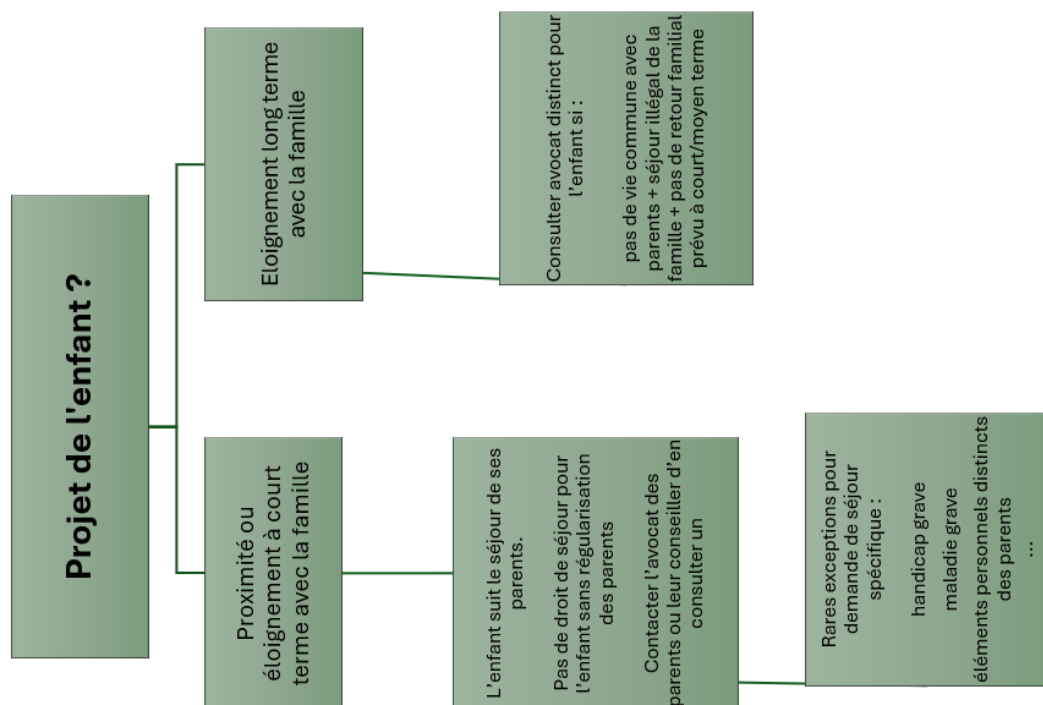 Projet de l'enfant ?
Proximité ou
éloignement à court
terme avec la famille
Eloignement long terme
avec la famille
L'enfant suit le séjour de ses
parents.
Pas de droit de séjour pour
l'enfant sans régularisation
des parents
Contacter l'avocat des
parents ou leur conseiller d'en
consulter un
Consulter avocat distinct pour
l'enfant si :
pas de vie commune avec
parents + séjour illégal de la
famille + pas de retour familial
prévu à court/moyen terme
Rares exceptions pour
demande de séjour
spécifique :
handicap grave
maladie grave
éléments personnels distincts
des parents
...